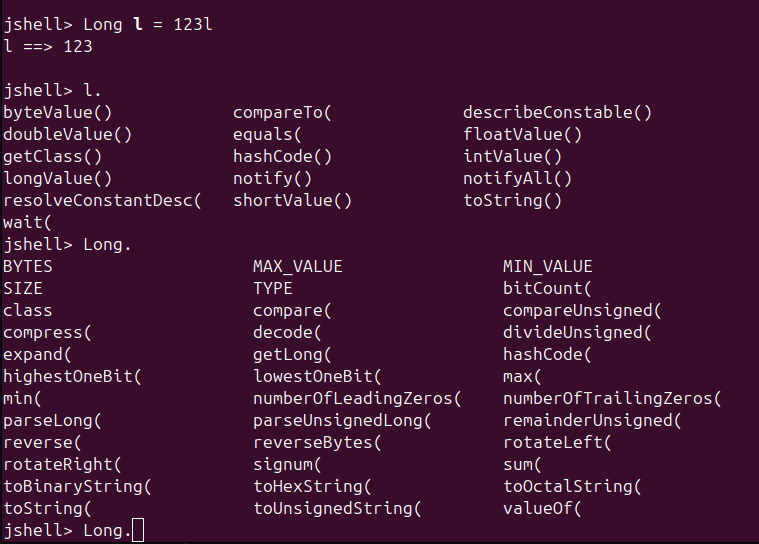 jshell> Long l = 123l
l ==> 123
jshell> l.
byteValue() compareTo( describeConstable()
doubleValue() equals( floatValue()
getClass() hashCode() intValue()
longValue() notify() notifyAll()
resolveConstantDesc( shortValue() toString()
wait(
jshell> Long.
BYTES MAX_VALUE MIN_VALUE
SIZE TYPE bitCount(
class compare( compareUnsigned(
compress( decode( divideUnsigned(
expand( getLong( hashCode(
highestOneBit( lowestOneBit( max(
min( numberOfLeadingZeros( numberOfTrailingZeros(
parseLong( parseUnsignedLong( remainderUnsigned(
reverse( reverseBytes( rotateLeft(
rotateRight( signum( sum(
toBinaryString( toHexString( toOctalString(
toString( toUnsignedString( valueOf(
jshell> Long.